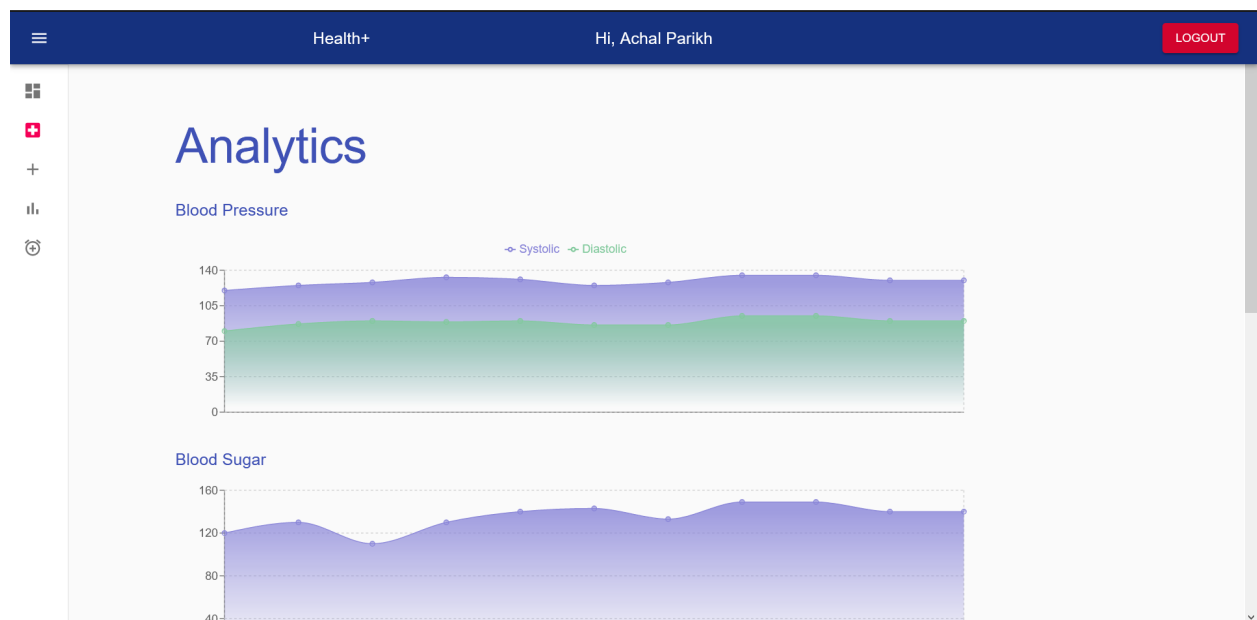 Health+ Hi, Achal Parikh LOGOUT
Analytics
Blood Pressure
Systolic Diastolic
140
105
70
35
0
Blood Sugar
160
120
80
40